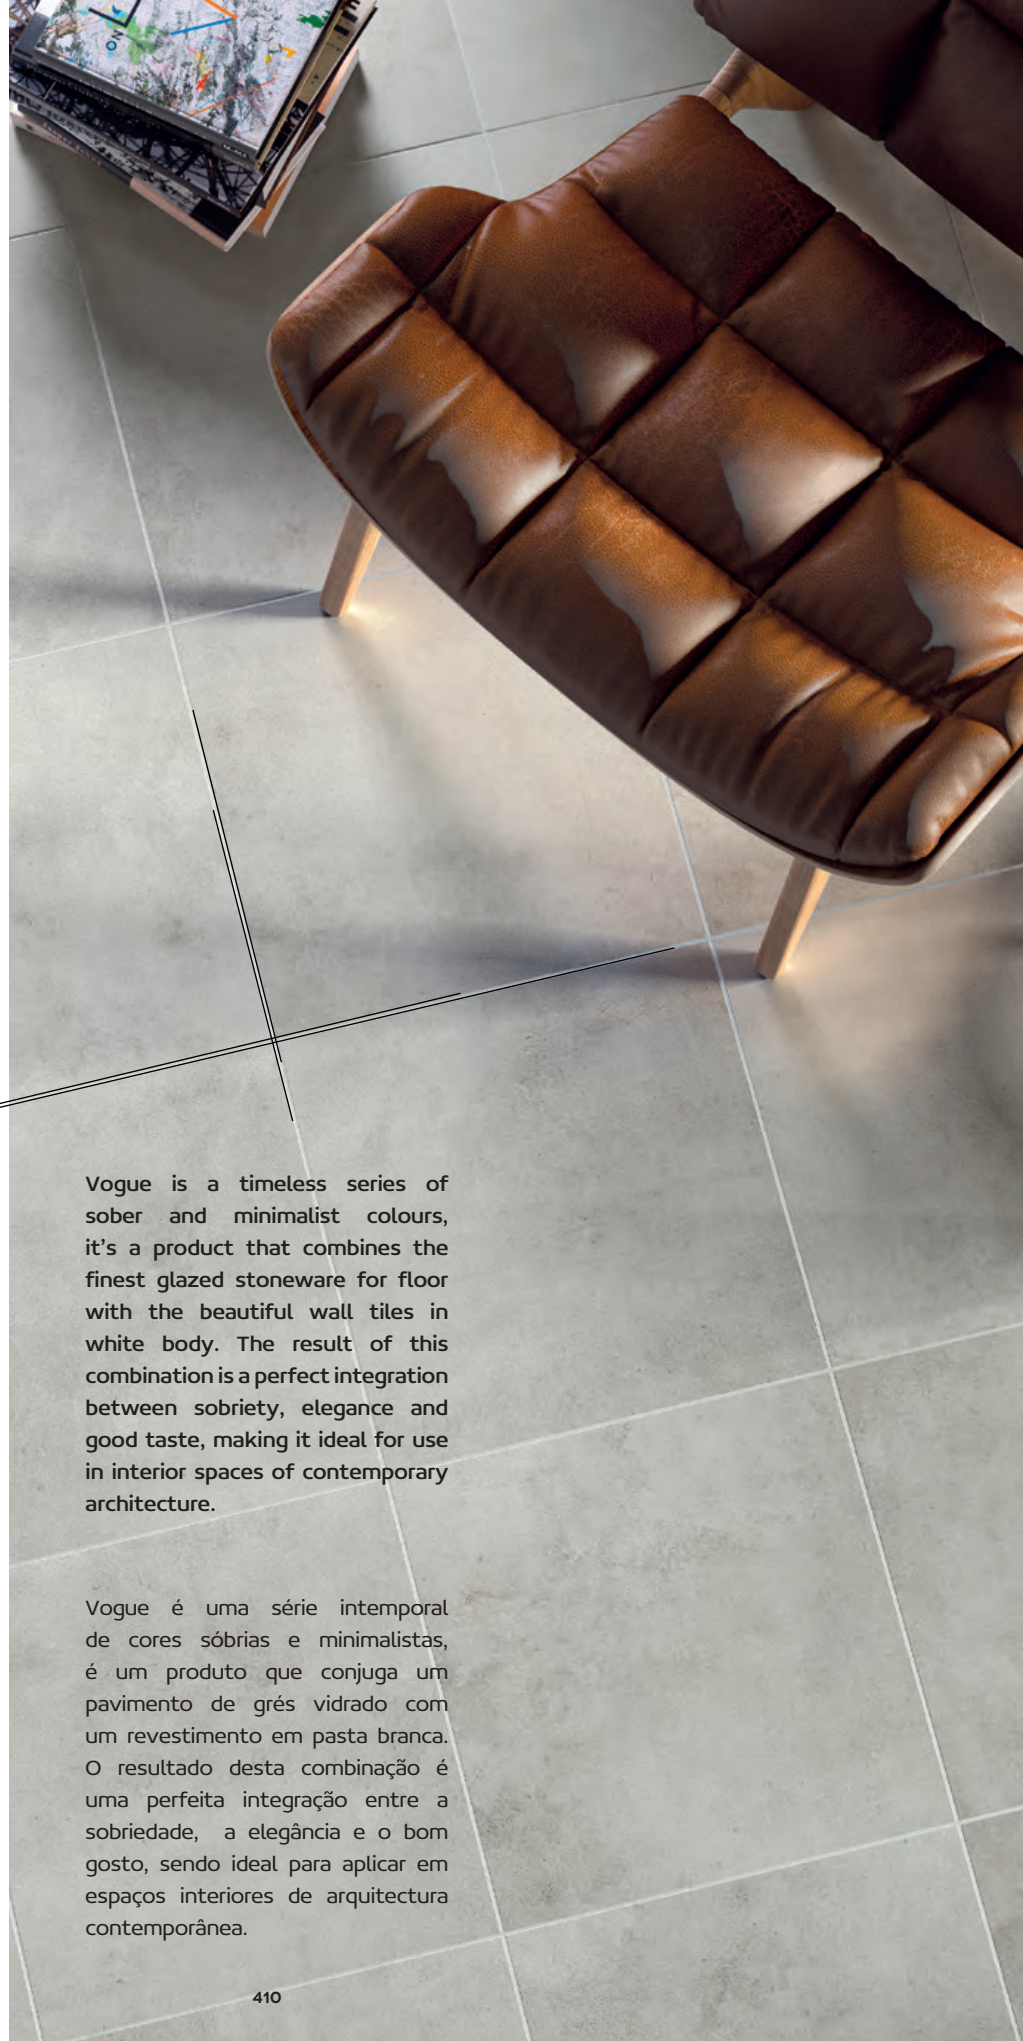 Vogue is a timeless series of
sober and minimalist colours,
it's a product that combines the
finest glazed stoneware for floor
with the beautiful wall tiles in
white body. The result of this
combination is a perfect integration
between sobriety, elegance and
good taste, making it ideal for use
in interior spaces of contemporary
architecture.
Vogue é uma série intemporal
de cores sóbrias e minimalistas,
é um produto que conjuga um
pavimento de grés vidrado com
um revestimento em pasta branca.
O resultado desta combinação é
uma perfeita integração entre a
sobriedade, a elegância e o bom
gosto, sendo ideal para aplicar em
espaços interiores de arquitectura
contemporânea.
410